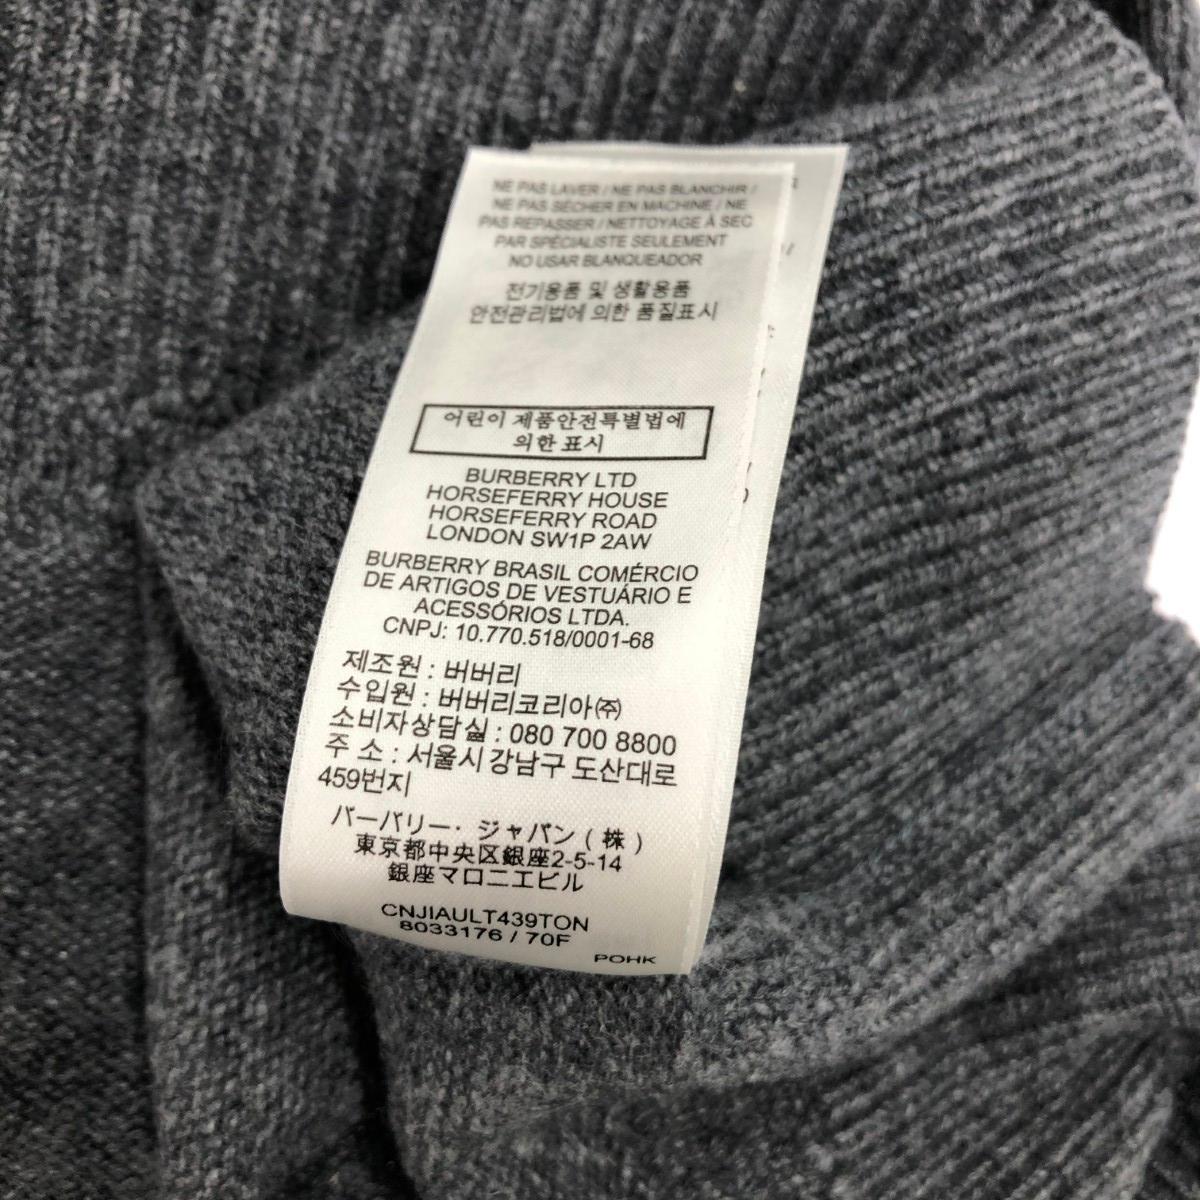 NE PAS LAVER / NE PAS BLANCHIR /
NE PAS SÉCHER EN MACHINE / NE
PAS REPASSER / NETTOYAGE À SEC
PAR SPÉCIALISTE SEULEMENT
NO USAR BLANQUEADOR
전기용품 및 생활용품
안전관리법에 의한 품질표시
어린이 제품안전특별법에
의한 표시
BURBERRY LTD
HORSEFERRY HOUSE
HORSEFERRY ROAD
LONDON SW1P 2AW
BURBERRY BRASIL COMÉRCIO
DE ARTIGOS DE VESTUÁRIO E
ACESSÓRIOS LTDA.
CNPJ: 10.770.518/0001-68
제조원 : 버버리
수입원 : 버버리코리아㈜
소비자상담실 : 080 700 8800
주 소 : 서울시 강남구 도산대로
459번지
バーバリー・ジャパン ( 株 )
東京都中央区銀座2-5-14
銀座マロニエビル
CNJIAULT439TON
8033176 / 70F
POHK